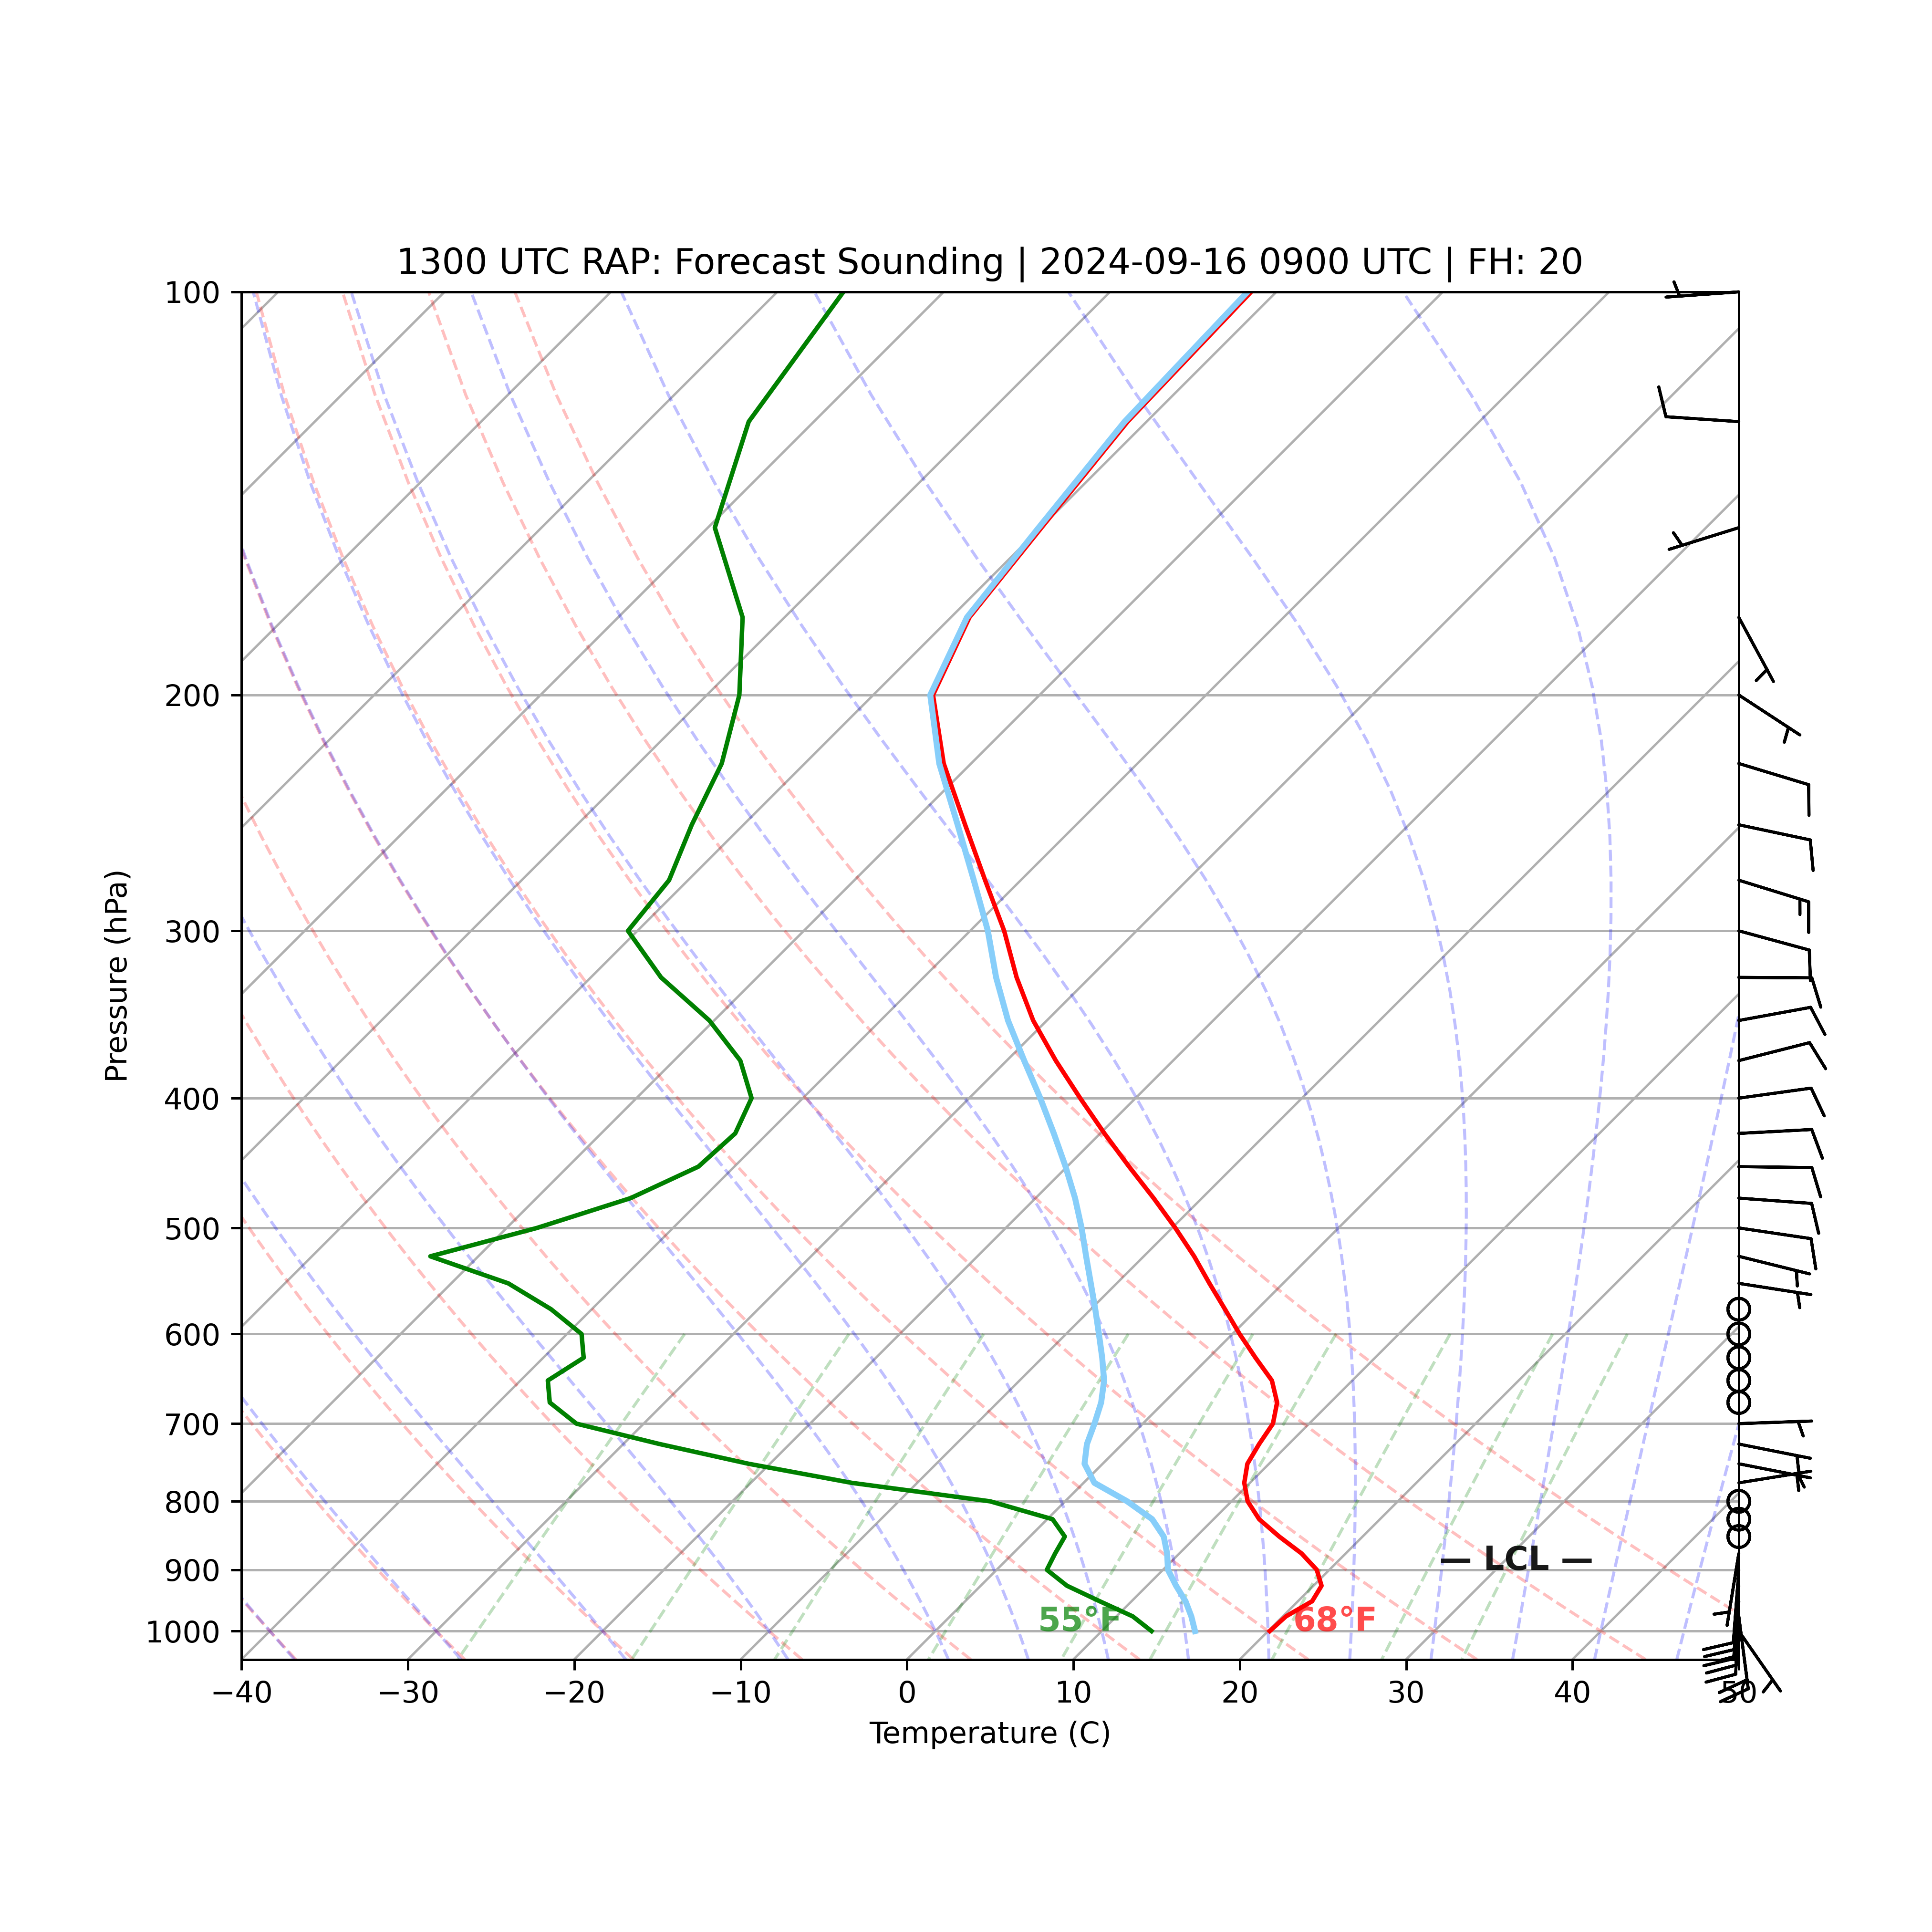 1300 UTC RAP: Forecast Sounding | 2024-09-16 0900 UTC | FH: 20
100
200
300
400
500
600
700
800
900
1000
Pressure (hPa)
— LCL —
55°F 68°F
−40 −30 −20 −10 0 10 20 30 40 50
Temperature (C)